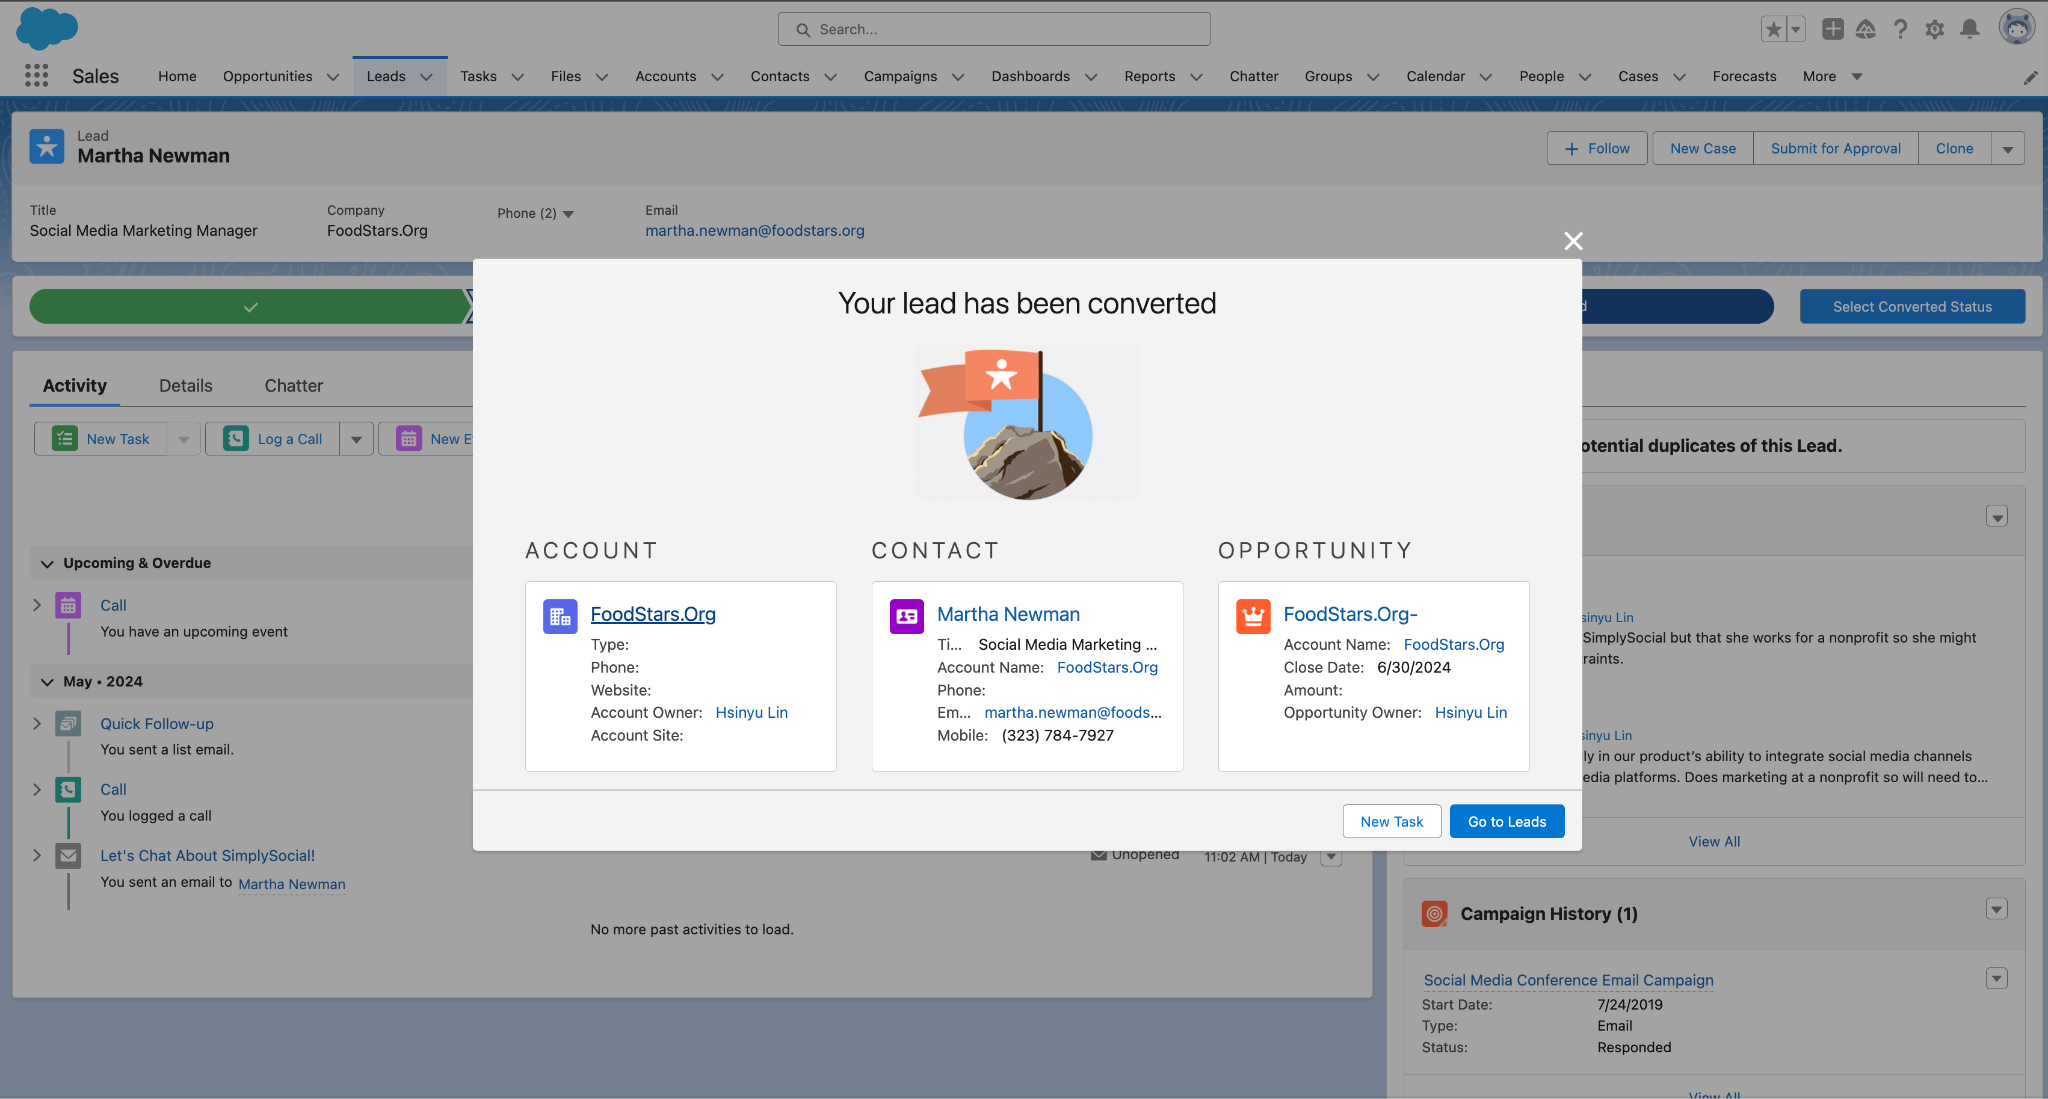 Search...
Sales
Home
Opportunities
Leads
Tasks
Files
Accounts
Contacts
Campaigns
Dashboards
Reports
Chatter
Groups
Calendar
People
Cases
Forecasts
More
Lead
Martha Newman
Follow
New Case
Submit for Approval
Clone
Title
Social Media Marketing Manager
Company
FoodStars.Org
Phone (2)
Email
martha.newman@foodstars.org
Select Converted Status
Activity
Details
Chatter
New Task
Log a Call
New E
Upcoming & Overdue
Call
You have an upcoming event
May • 2024
Quick Follow-up
You sent a list email.
Call
You logged a call
Let's Chat About SimplySocial!
You sent an email to Martha Newman
Unopened
11:02 AM | Today
No more past activities to load.
Your lead has been converted
ACCOUNT
FoodStars.Org
Type:
Phone:
Website:
Account Owner: Hsinyu Lin
Account Site:
CONTACT
Martha Newman
Ti... Social Media Marketing ...
Account Name: FoodStars.Org
Phone:
Em... martha.newman@foods...
Mobile: (323) 784-7927
OPPORTUNITY
FoodStars.Org-
Account Name: FoodStars.Org
Close Date: 6/30/2024
Amount:
Opportunity Owner: Hsinyu Lin
New Task
Go to Leads
otential duplicates of this Lead.
sinyu Lin
SimplySocial but that she works for a nonprofit so she might
raints.
sinyu Lin
ly in our product's ability to integrate social media channels
edia platforms. Does marketing at a nonprofit so will need to...
View All
Campaign History (1)
Social Media Conference Email Campaign
Start Date: 7/24/2019
Type: Email
Status: Responded
View All